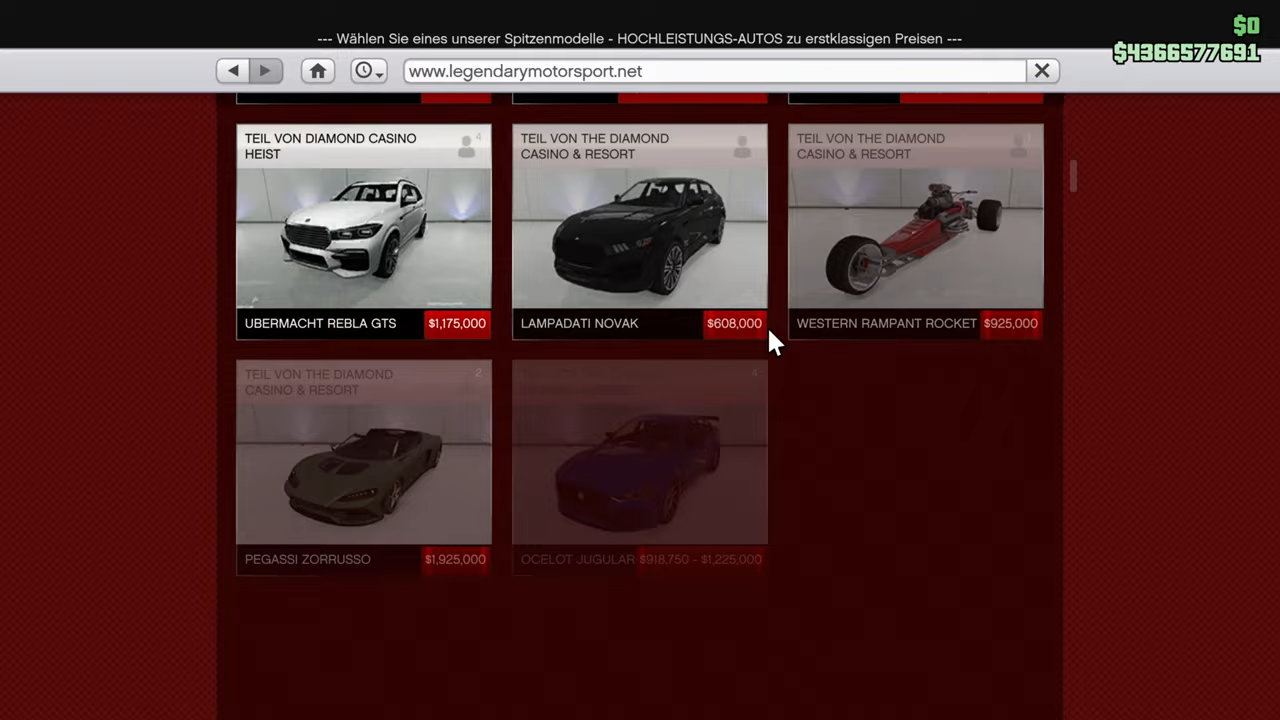 $0
--- Wählen Sie eines unserer Spitzenmodelle - HOCHLEISTUNGS-AUTOS zu erstklassigen Preisen ---
$4366577691
www.legendarymotorsport.net
TEIL VON DIAMOND CASINO
HEIST
4
TEIL VON THE DIAMOND
CASINO & RESORT
TEIL VON THE DIAMOND
CASINO & RESORT
UBERMACHT REBLA GTS $1,175,000
LAMPADATI NOVAK $608,000
WESTERN RAMPANT ROCKET $925,000
TEIL VON THE DIAMOND
CASINO & RESORT
2
4
PEGASSI ZORRUSSO $1,925,000
OCELOT JUGULAR $918,750 - $1,225,000